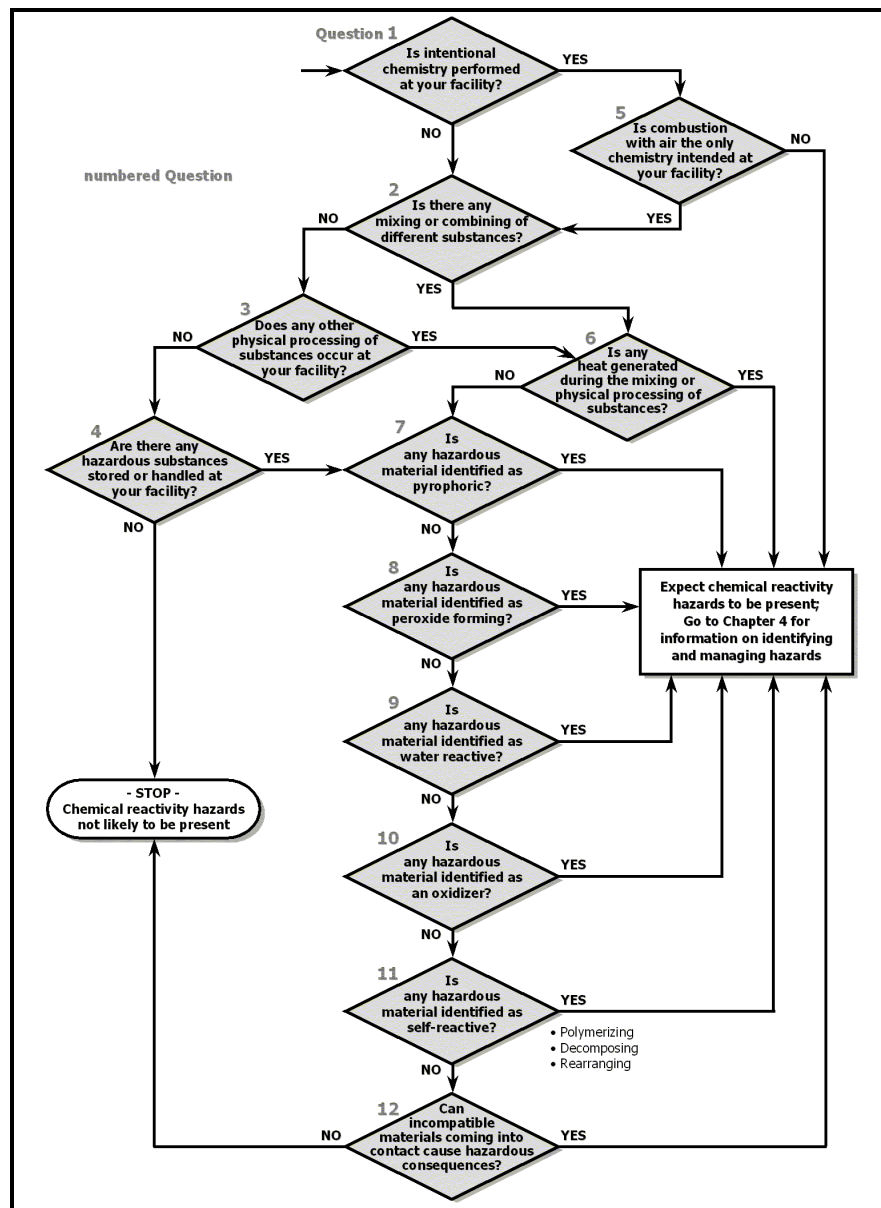 Question 1
Is intentional
chemistry performed
at your facility?
YES
NO
5
Is combustion
with air the only
chemistry intended at
your facility?
NO
YES
numbered Question
2
Is there any
mixing or combining of
different substances?
NO
YES
3
Does any other
physical processing of
substances occur at
your facility?
NO
YES
6
Is any
heat generated
during the mixing or
physical processing of
substances?
NO
YES
4
Are there any
hazardous substances
stored or handled at
your facility?
YES
NO
7
Is
any hazardous
material identified as
pyrophoric?
YES
NO
8
Is
any hazardous
material identified as
peroxide forming?
YES
NO
Expect chemical reactivity
hazards to be present;
Go to Chapter 4 for
information on identifying
and managing hazards
9
Is
any hazardous
material identified as
water reactive?
YES
NO
- STOP -
Chemical reactivity hazards
not likely to be present
10
Is
any hazardous
material identified as
an oxidizer?
YES
NO
11
Is
any hazardous
material identified as
self-reactive?
YES
• Polymerizing
• Decomposing
• Rearranging
NO
12
Can
incompatible
materials coming into
contact cause hazardous
consequences?
NO
YES